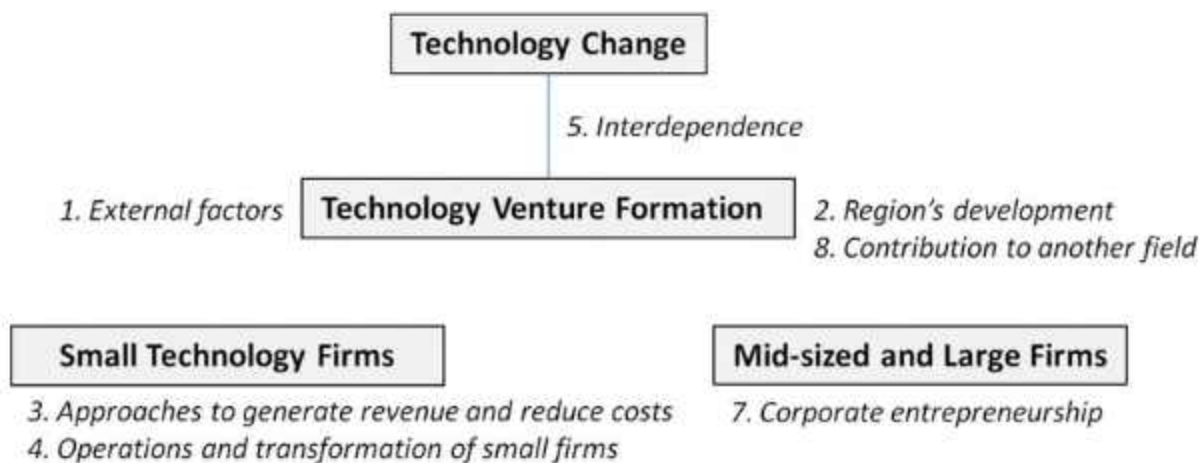 Technology Change
5. Interdependence
1. External factors
Technology Venture Formation
2. Region's development
8. Contribution to another field
Small Technology Firms
Mid-sized and Large Firms
3. Approaches to generate revenue and reduce costs
7. Corporate entrepreneurship
4. Operations and transformation of small firms